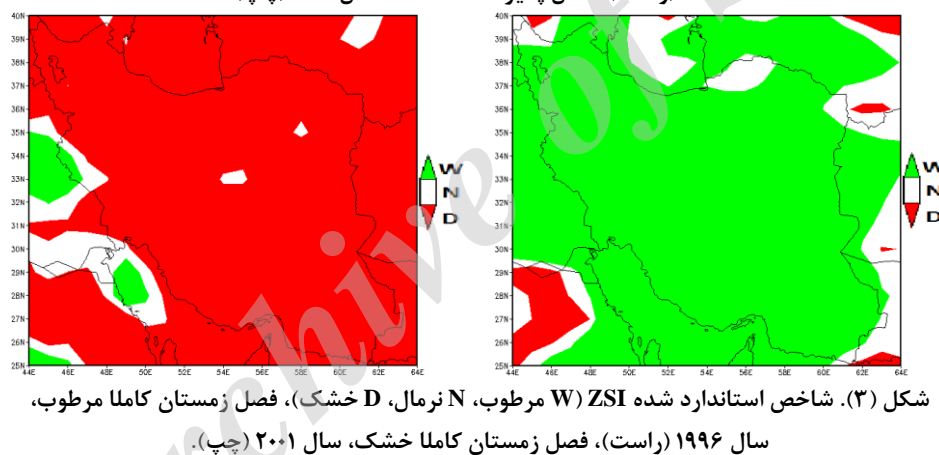 40N
39N
38N
37N
36N
35N
34N
33N
32N
31N
30N
29N
28N
27N
26N
25N
44E 46E 48E 50E 52E 54E 56E 58E 60E 62E 64E
W
N
D
40N
39N
38N
37N
36N
35N
34N
33N
32N
31N
30N
29N
28N
27N
26N
25N
44E 46E 48E 50E 52E 54E 56E 58E 60E 62E 64E
W
N
D
شکل (۳). شاخص استاندارد شده ZSI (W مرطوب، N نرمال، D خشک)، فصل زمستان کاملا مرطوب،
سال ۱۹۹۶ (راست)، فصل زمستان کاملا خشک، سال ۲۰۰۱ (چپ).
Archive of